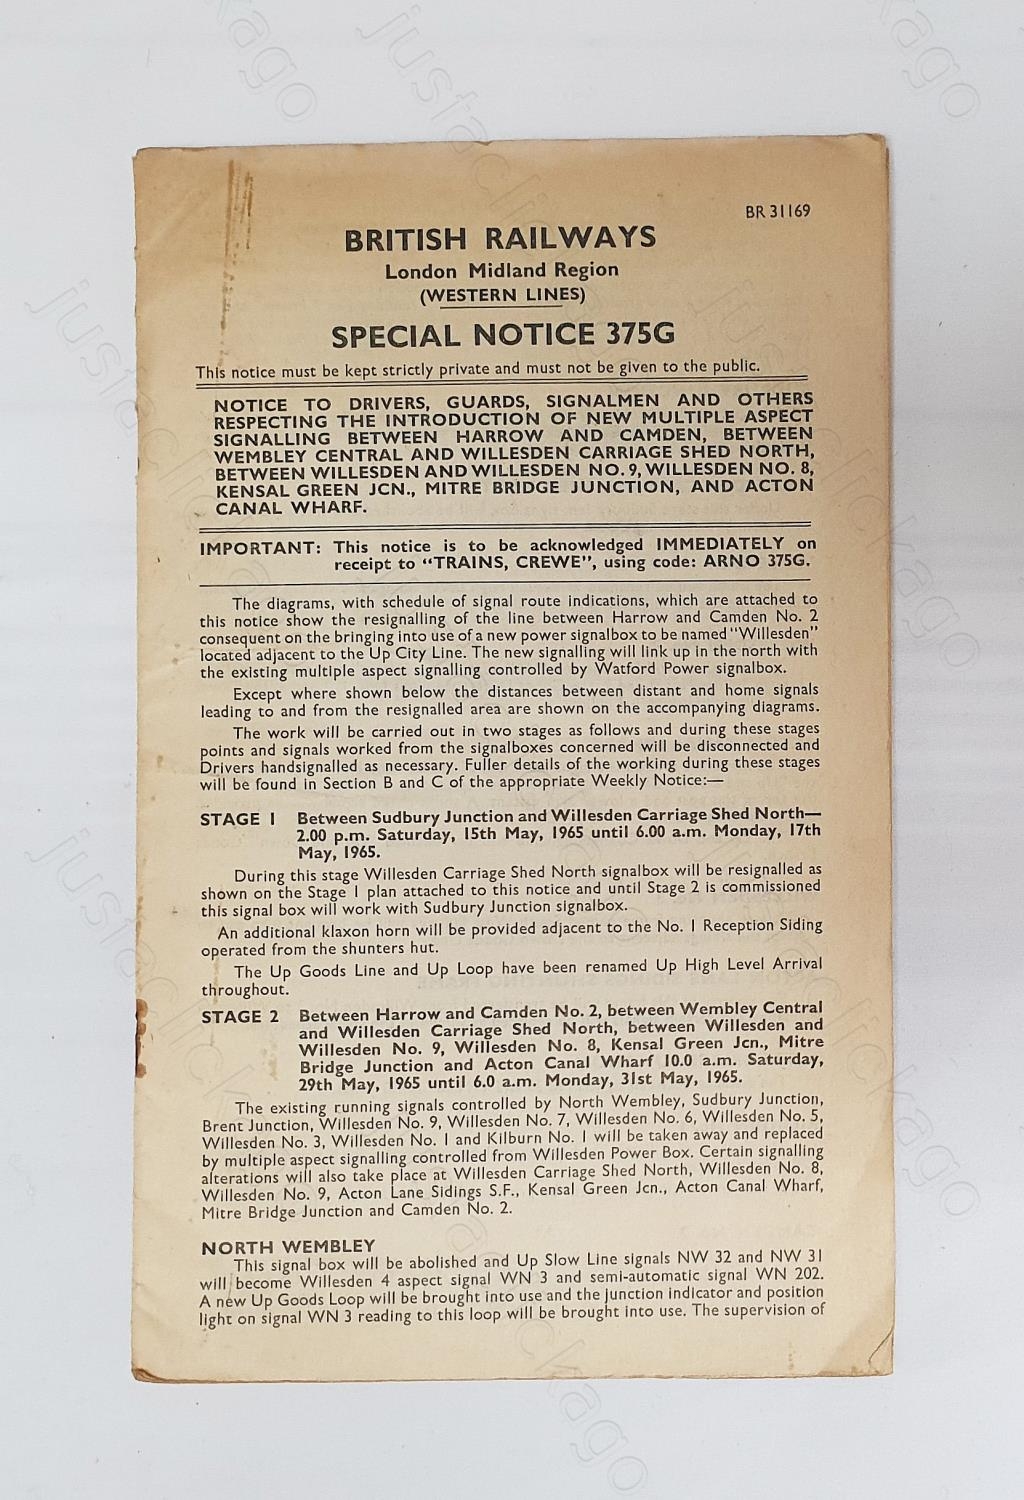 BR 31169
BRITISH RAILWAYS
London Midland Region
(WESTERN LINES)
SPECIAL NOTICE 375G
This notice must be kept strictly private and must not be given to the public.
NOTICE TO DRIVERS, GUARDS, SIGNALMEN AND OTHERS
RESPECTING THE INTRODUCTION OF NEW MULTIPLE ASPECT
SIGNALLING BETWEEN HARROW AND CAMDEN, BETWEEN
WEMBLEY CENTRAL AND WILLESDEN CARRIAGE SHED NORTH,
BETWEEN WILLESDEN AND WILLESDEN NO. 9, WILLESDEN NO. 8,
KENSAL GREEN JCN., MITRE BRIDGE JUNCTION, AND ACTON
CANAL WHARF.
IMPORTANT: This notice is to be acknowledged IMMEDIATELY on
receipt to "TRAINS, CREWE", using code: ARNO 375G.
The diagrams, with schedule of signal route indications, which are attached to
this notice show the resignalling of the line between Harrow and Camden No. 2
consequent on the bringing into use of a new power signalbox to be named "Willesden"
located adjacent to the Up City Line. The new signalling will link up in the north with
the existing multiple aspect signalling controlled by Watford Power signalbox.
Except where shown below the distances between distant and home signals
leading to and from the resignalled area are shown on the accompanying diagrams.
The work will be carried out in two stages as follows and during these stages
points and signals worked from the signalboxes concerned will be disconnected and
Drivers handsignalled as necessary. Fuller details of the working during these stages
will be found in Section B and C of the appropriate Weekly Notice:—
STAGE 1 Between Sudbury Junction and Willesden Carriage Shed North—
2.00 p.m. Saturday, 15th May, 1965 until 6.00 a.m. Monday, 17th
May, 1965.
During this stage Willesden Carriage Shed North signalbox will be resignalled as
shown on the Stage 1 plan attached to this notice and until Stage 2 is commissioned
this signal box will work with Sudbury Junction signalbox.
An additional klaxon horn will be provided adjacent to the No. 1 Reception Siding
operated from the shunters hut.
The Up Goods Line and Up Loop have been renamed Up High Level Arrival
throughout.
STAGE 2 Between Harrow and Camden No. 2, between Wembley Central
and Willesden Carriage Shed North, between Willesden and
Willesden No. 9, Willesden No. 8, Kensal Green Jcn., Mitre
Bridge Junction and Acton Canal Wharf 10.0 a.m. Saturday,
29th May, 1965 until 6.0 a.m. Monday, 31st May, 1965.
The existing running signals controlled by North Wembley, Sudbury Junction,
Brent Junction, Willesden No. 9, Willesden No. 7, Willesden No. 6, Willesden No. 5,
Willesden No. 3, Willesden No. 1 and Kilburn No. 1 will be taken away and replaced
by multiple aspect signalling controlled from Willesden Power Box. Certain signalling
alterations will also take place at Willesden Carriage Shed North, Willesden No. 8,
Willesden No. 9, Acton Lane Sidings S.F., Kensal Green Jcn., Acton Canal Wharf,
Mitre Bridge Junction and Camden No. 2.
NORTH WEMBLEY
This signal box will be abolished and Up Slow Line signals NW 32 and NW 31
will become Willesden 4 aspect signal WN 3 and semi-automatic signal WN 202.
A new Up Goods Loop will be brought into use and the junction indicator and position
light on signal WN 3 reading to this loop will be brought into use. The supervision of